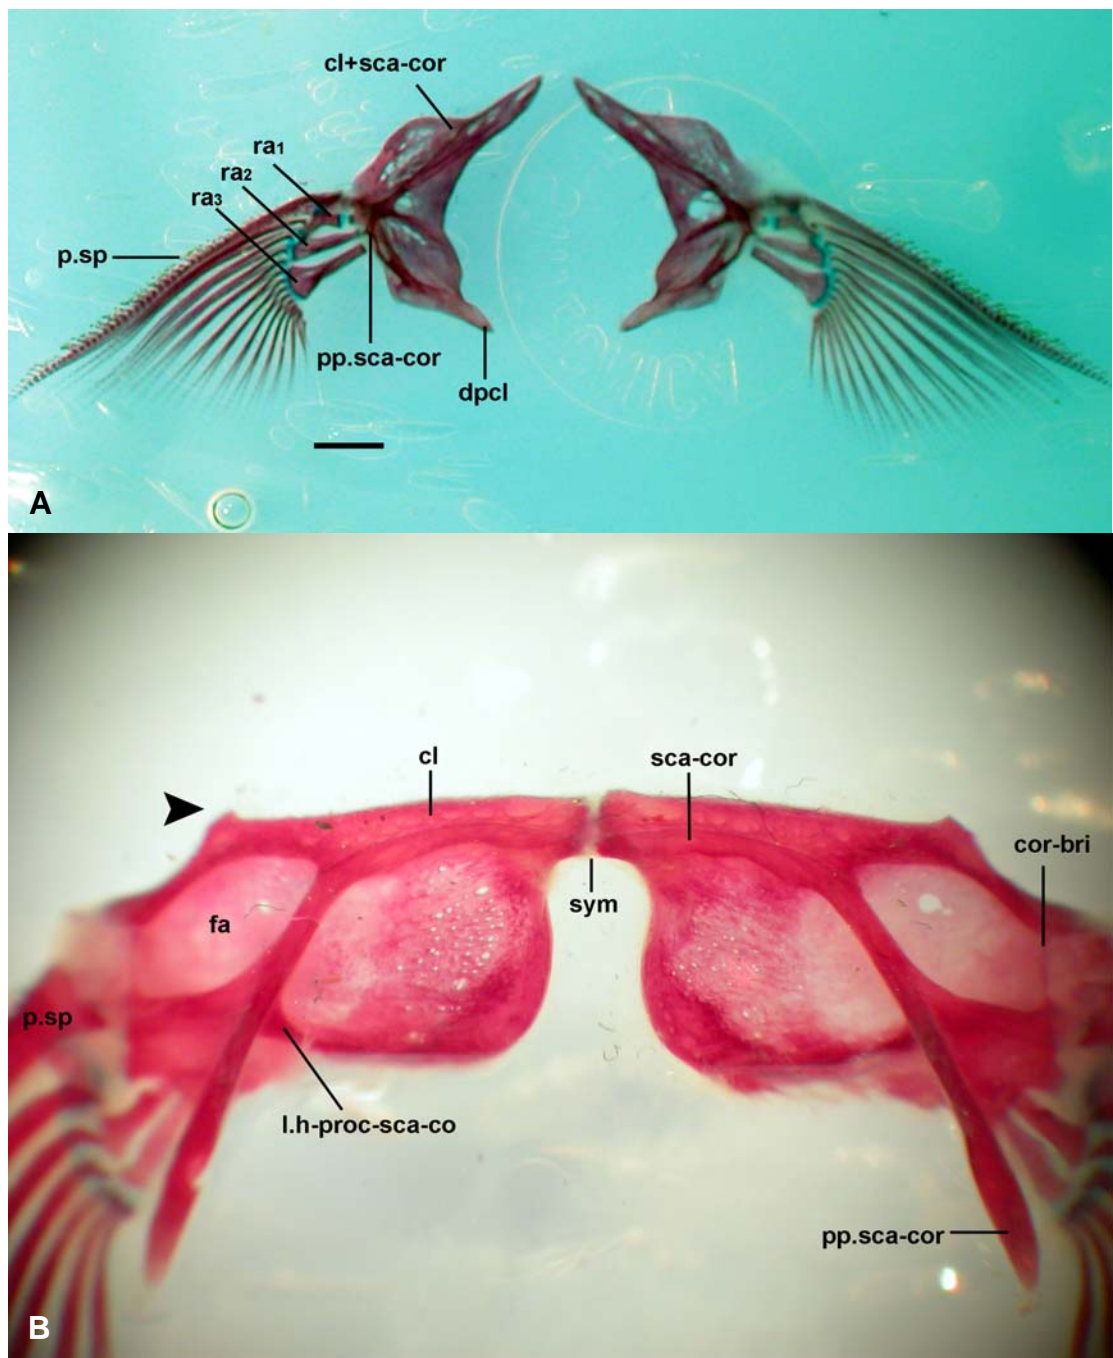 cl+sca-cor
ra1
ra2
ra3
p.sp
pp.sca-cor
dpcl
A
cl
sca-cor
cor-bri
sym
fa
p.sp
l.h-proc-sca-co
pp.sca-cor
B